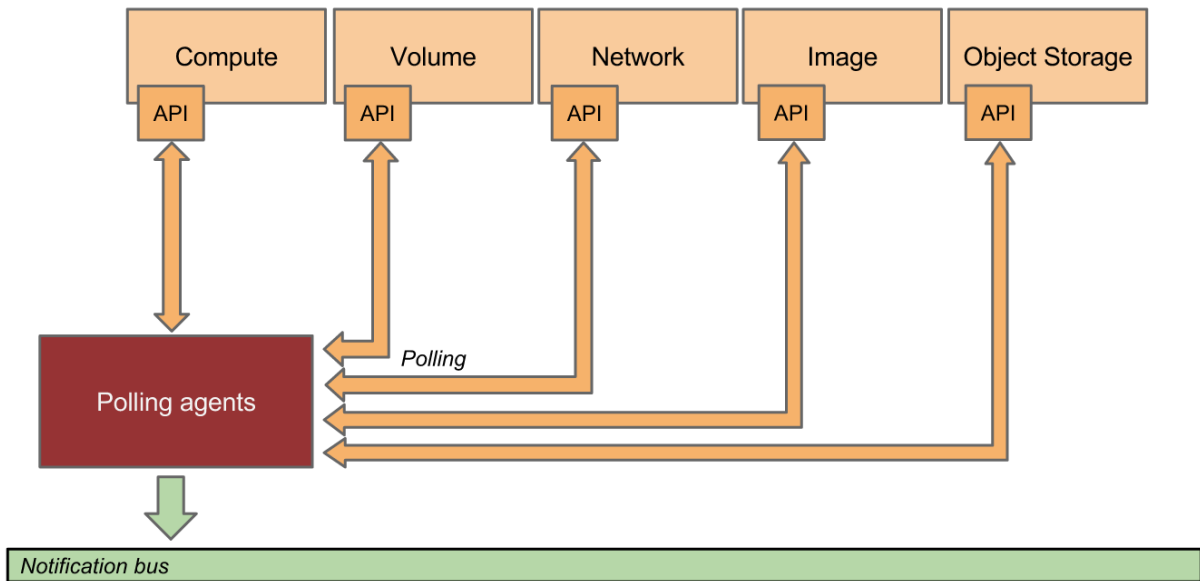 Compute
Volume
Network
Image
Object Storage
API
API
API
API
API
Polling
Polling agents
Notification bus